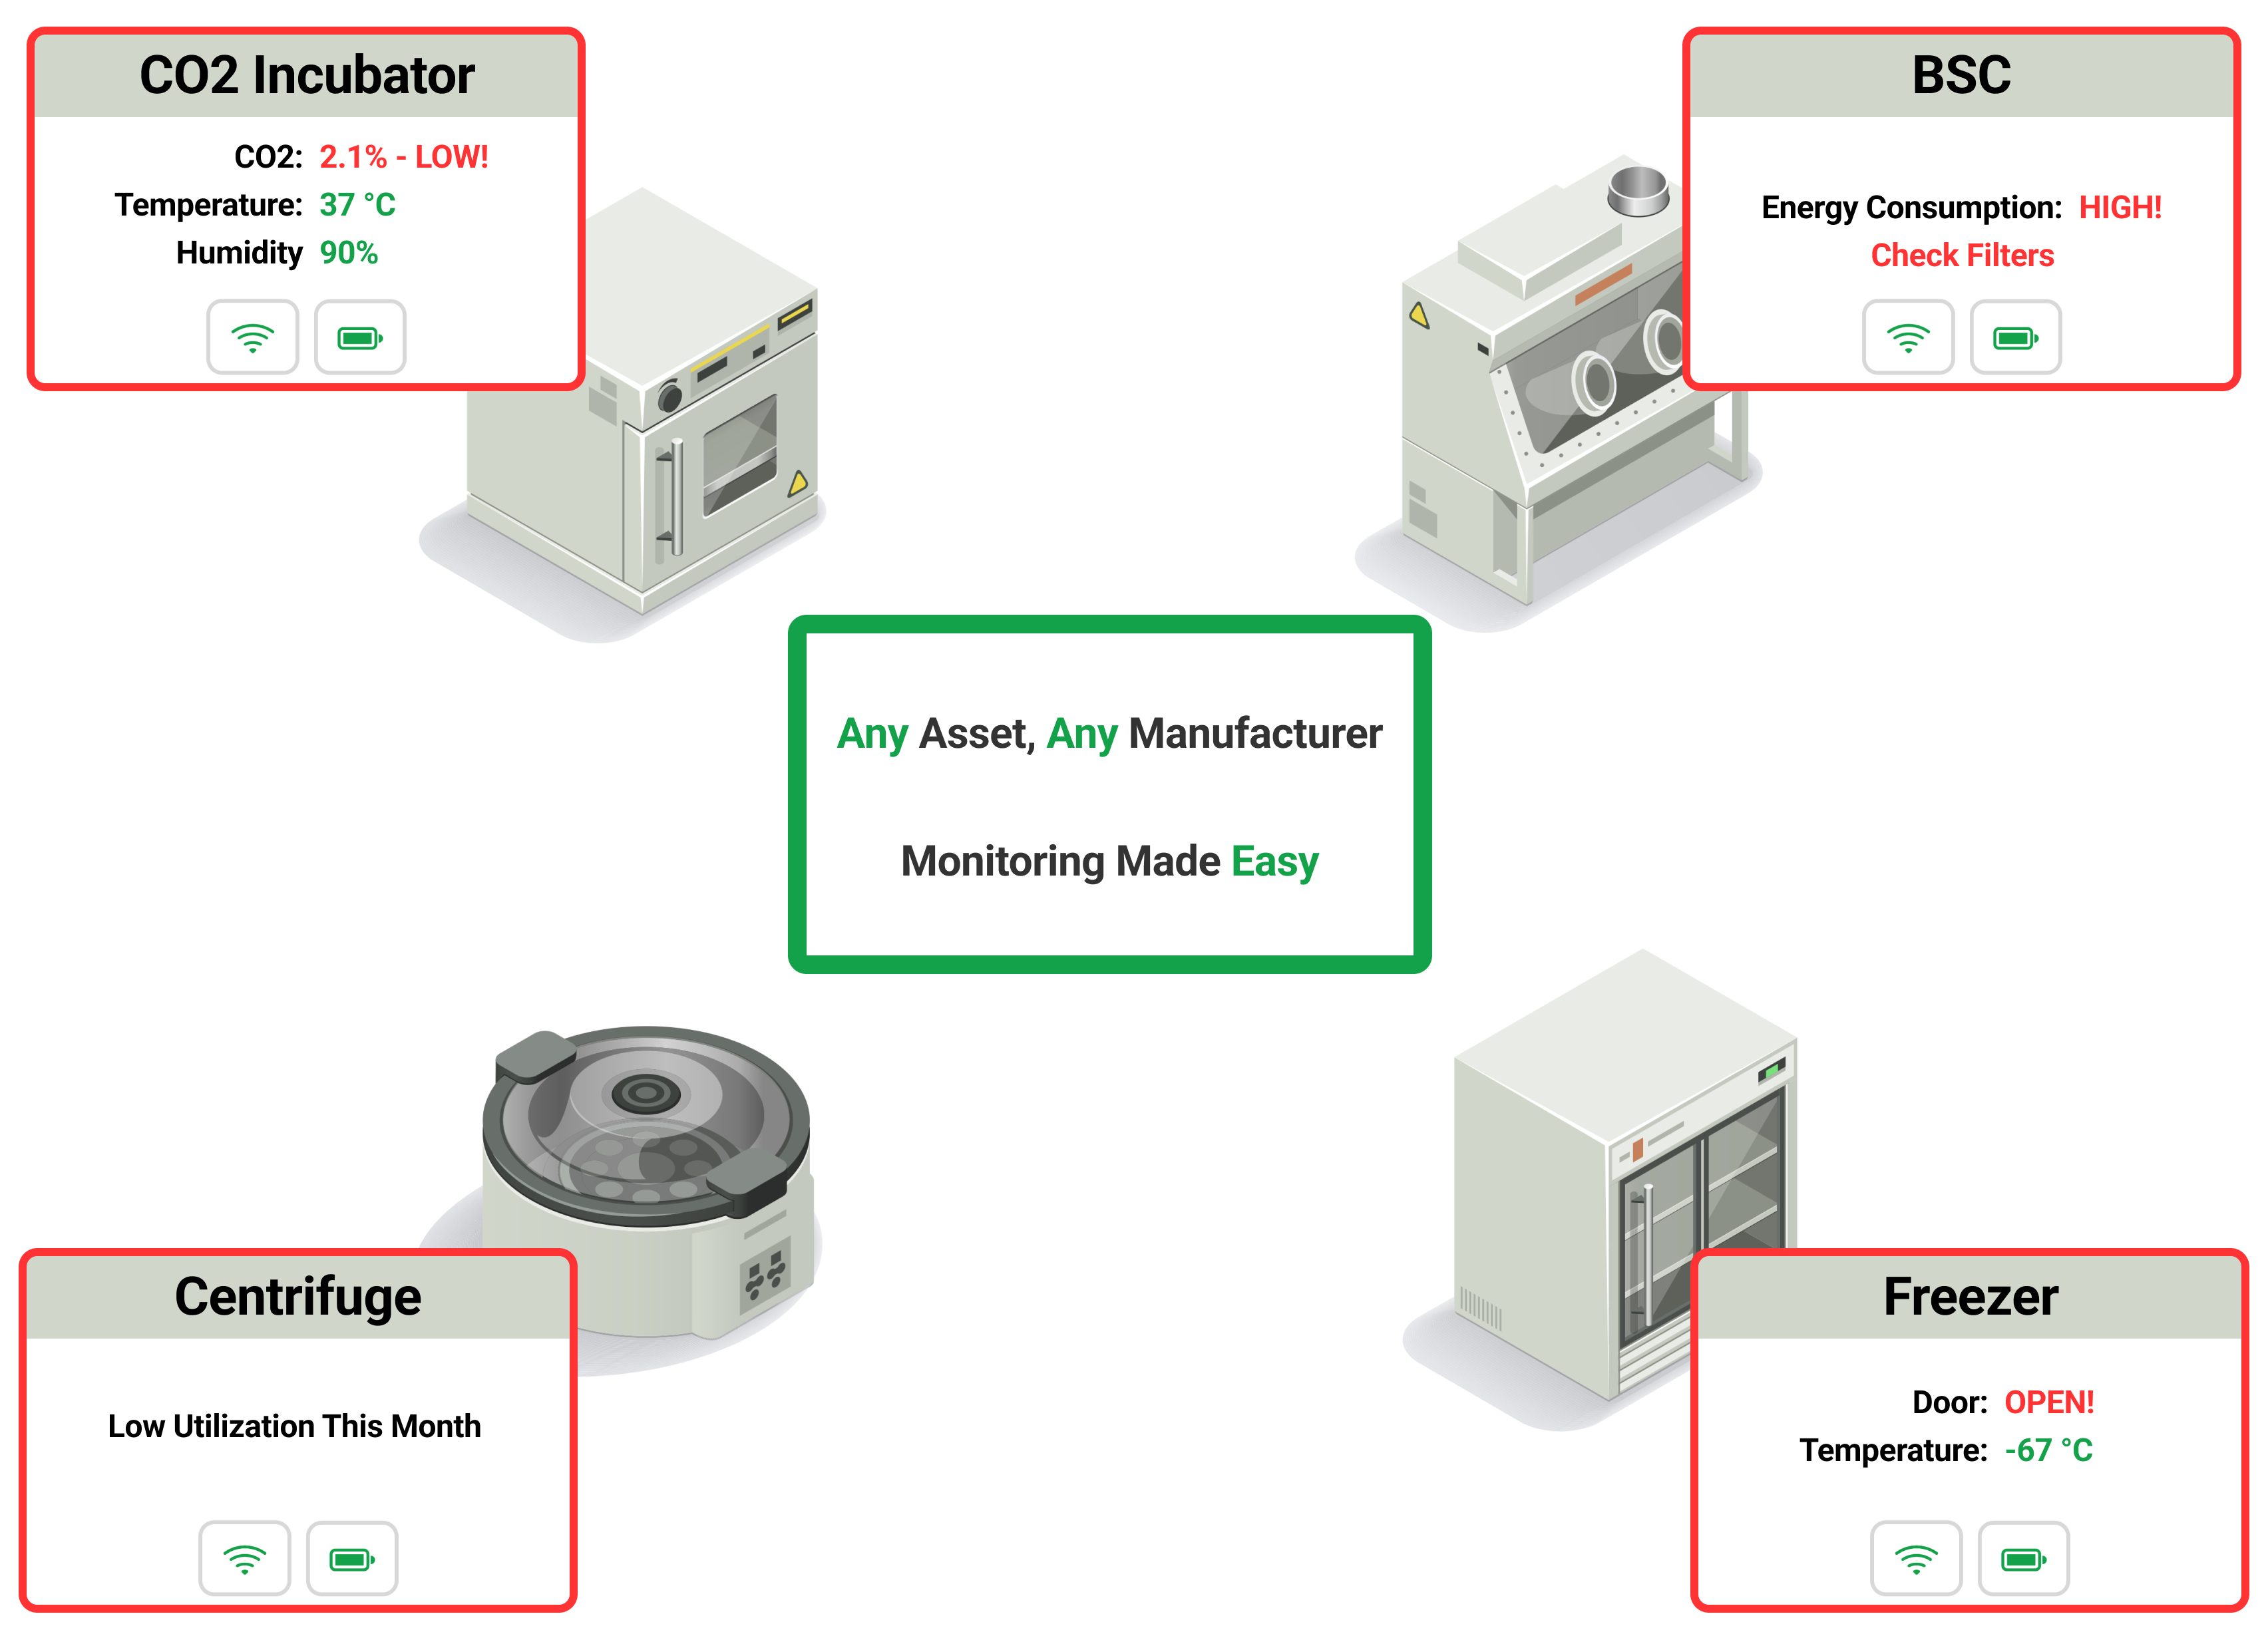 CO2 Incubator
CO2: 2.1% - LOW!
Temperature: 37 °C
Humidity 90%
BSC
Energy Consumption: HIGH!
Check Filters
Any Asset, Any Manufacturer
Monitoring Made Easy
Centrifuge
Low Utilization This Month
Freezer
Door: OPEN!
Temperature: -67 °C